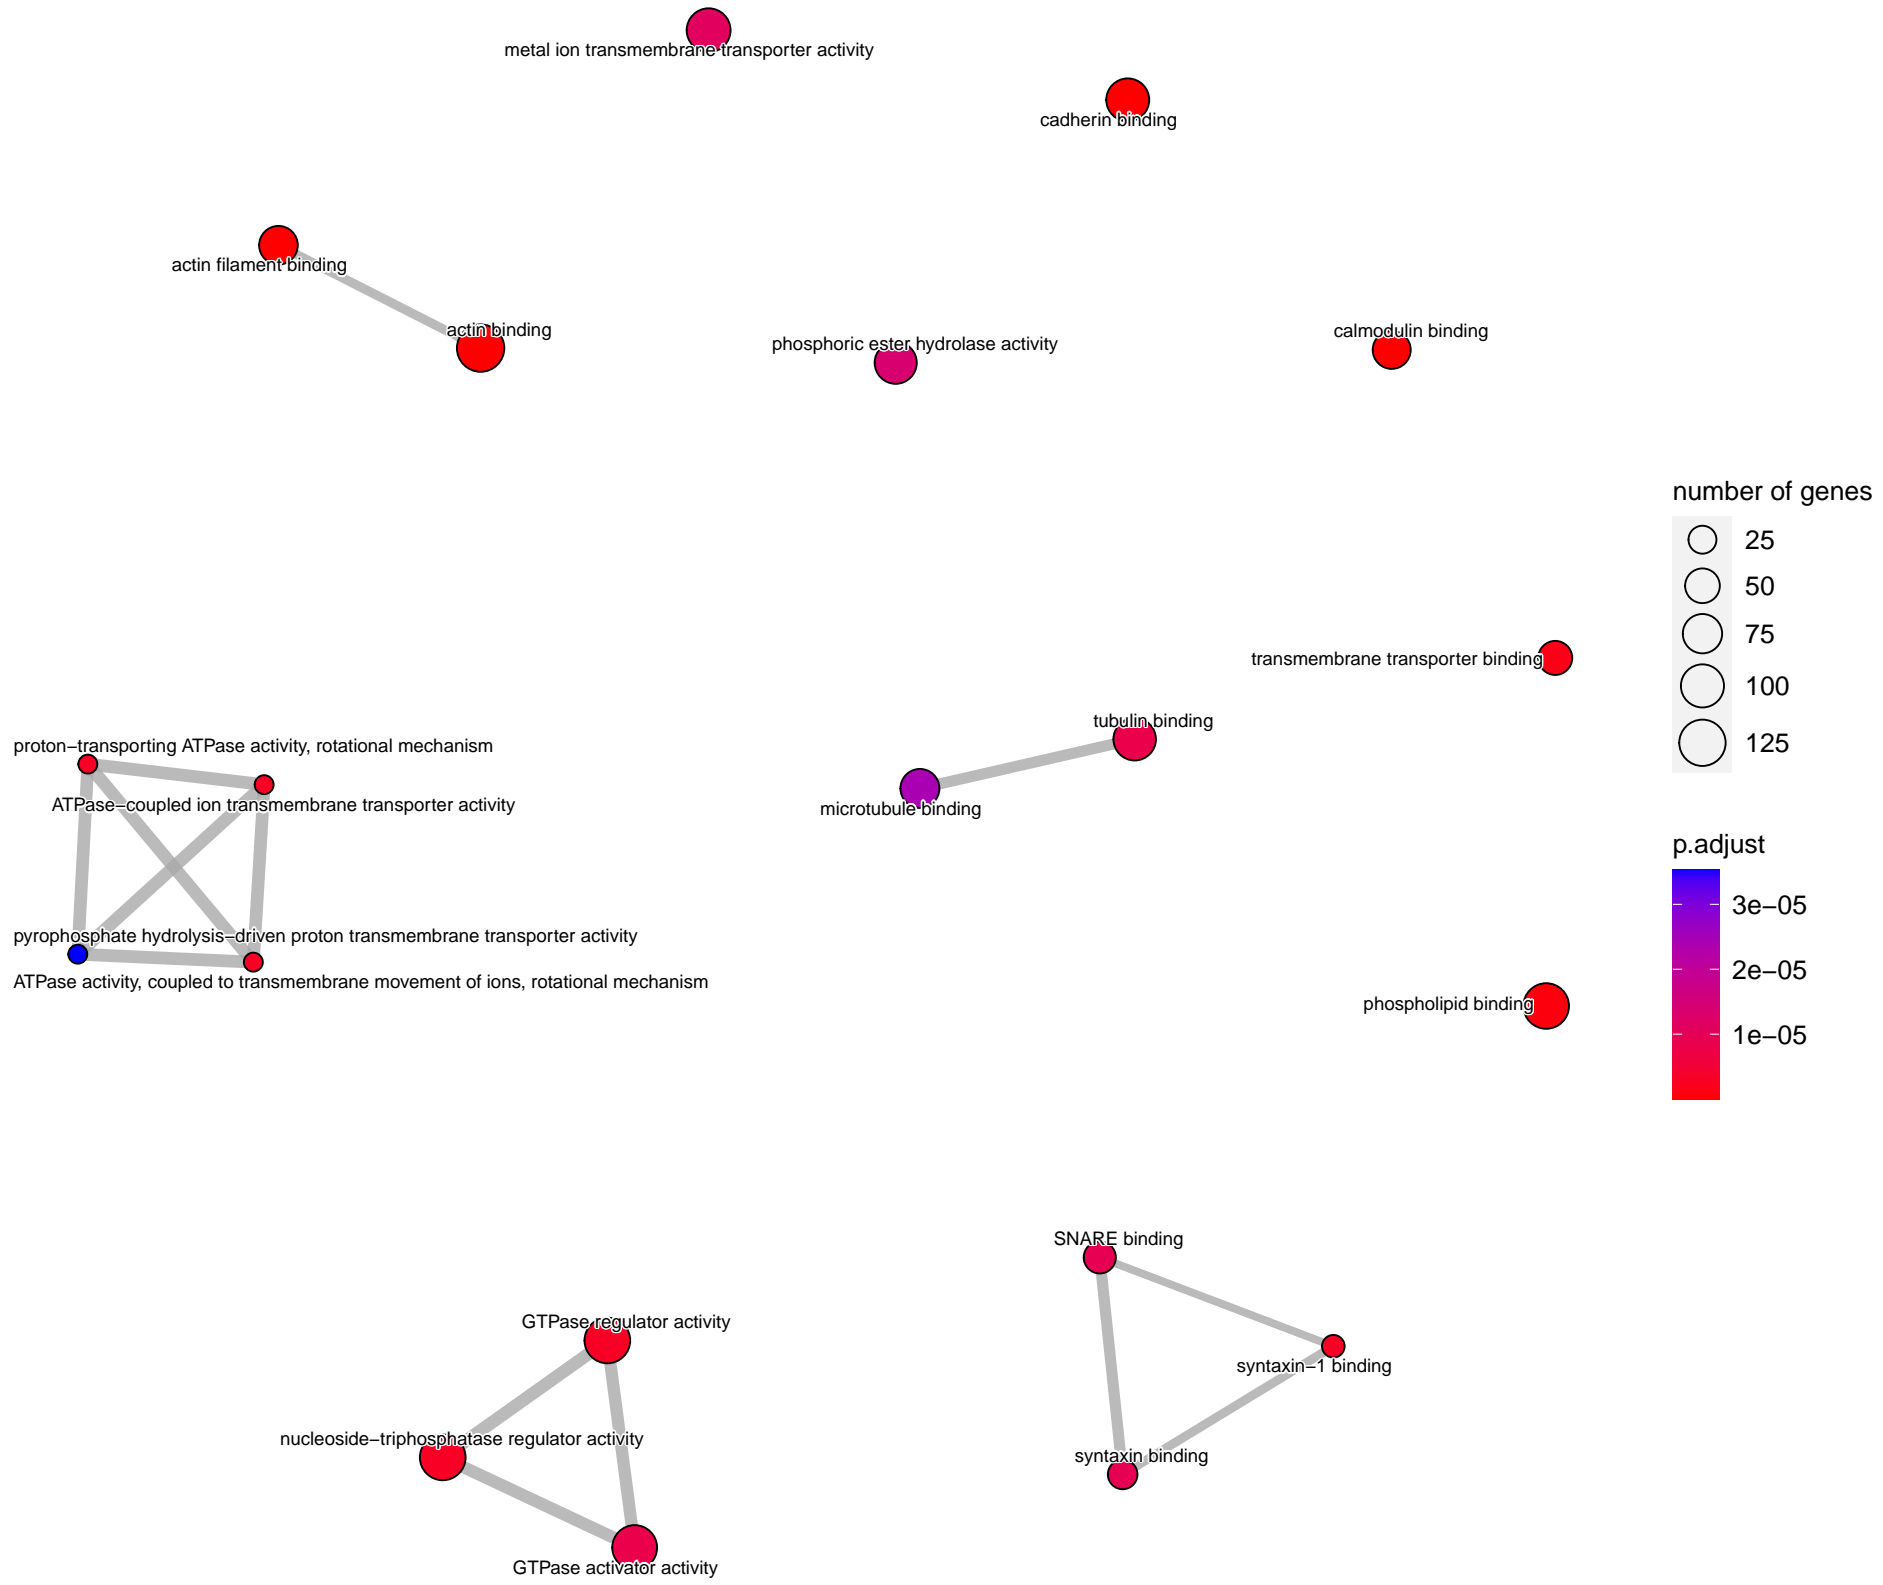 metal ion transmembrane transporter activity
cadherin binding
actin filament binding
actin binding
calmodulin binding
phosphoric ester hydrolase activity
number of genes
25
50
75
100
125
transmembrane transporter binding
tubulin binding
proton−transporting ATPase activity, rotational mechanism
ATPase−coupled ion transmembrane transporter activity
microtubule binding
p.adjust
3e−05
2e−05
1e−05
pyrophosphate hydrolysis−driven proton transmembrane transporter activity
ATPase activity, coupled to transmembrane movement of ions, rotational mechanism
phospholipid binding
SNARE binding
GTPase regulator activity
syntaxin−1 binding
nucleoside−triphosphatase regulator activity
syntaxin binding
GTPase activator activity